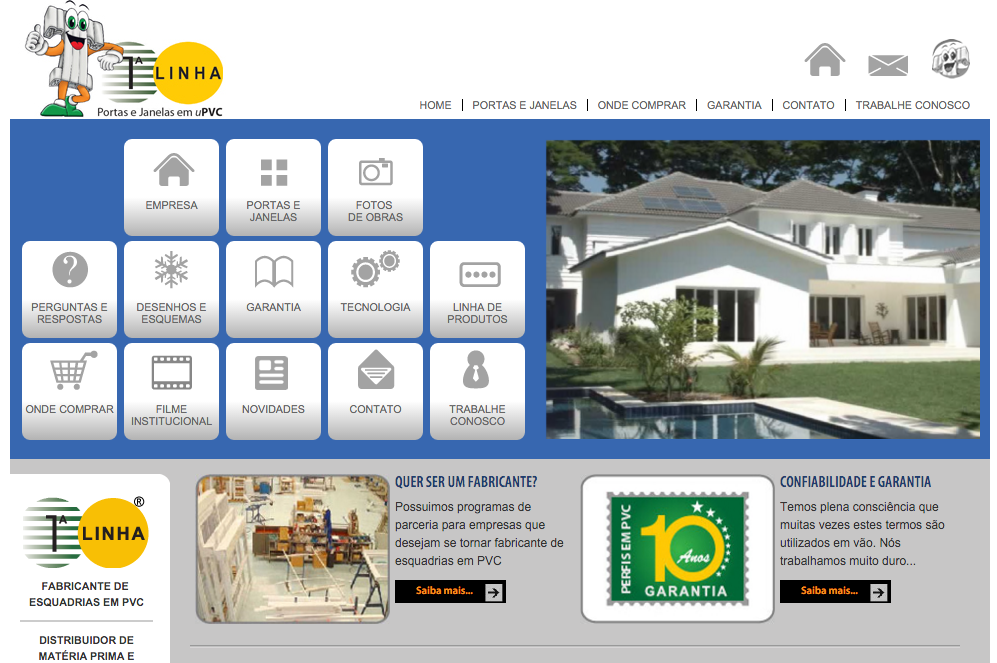 1ª LINHA
Portas e Janelas em uPVC
HOME | PORTAS E JANELAS | ONDE COMPRAR | GARANTIA | CONTATO | TRABALHE CONOSCO
EMPRESA
PORTAS E
JANELAS
FOTOS
DE OBRAS
?
PERGUNTAS E
RESPOSTAS
DESENHOS E
ESQUEMAS
GARANTIA
TECNOLOGIA
LINHA DE
PRODUTOS
ONDE COMPRAR
FILME
INSTITUCIONAL
NOVIDADES
CONTATO
TRABALHE
CONOSCO
1ª LINHA®
FABRICANTE DE
ESQUADRIAS EM PVC
DISTRIBUIDOR DE
MATÉRIA PRIMA E
QUER SER UM FABRICANTE?
Possuimos programas de
parceria para empresas que
desejam se tornar fabricante de
esquadrias em PVC
Saiba mais...
PERFIS EM PVC
10
Anos
GARANTIA
CONFIABILIDADE E GARANTIA
Temos plena consciência que
muitas vezes estes termos são
utilizados em vão. Nós
trabalhamos muito duro...
Saiba mais...